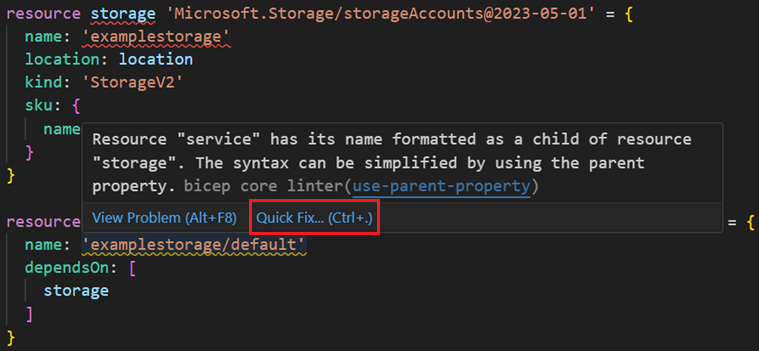 resource storage 'Microsoft.Storage/storageAccounts@2023-05-01' = {
  name: 'examplestorage'
  location: location
  kind: 'StorageV2'
  sku: {
    name
Resource "service" has its name formatted as a child of resource
"storage". The syntax can be simplified by using the parent
property. bicep core linter(use-parent-property)
  }
}
View Problem (Alt+F8) Quick Fix... (Ctrl+.)
resource = {
  name: 'examplestorage/default'
  dependsOn: [
    storage
  ]
}